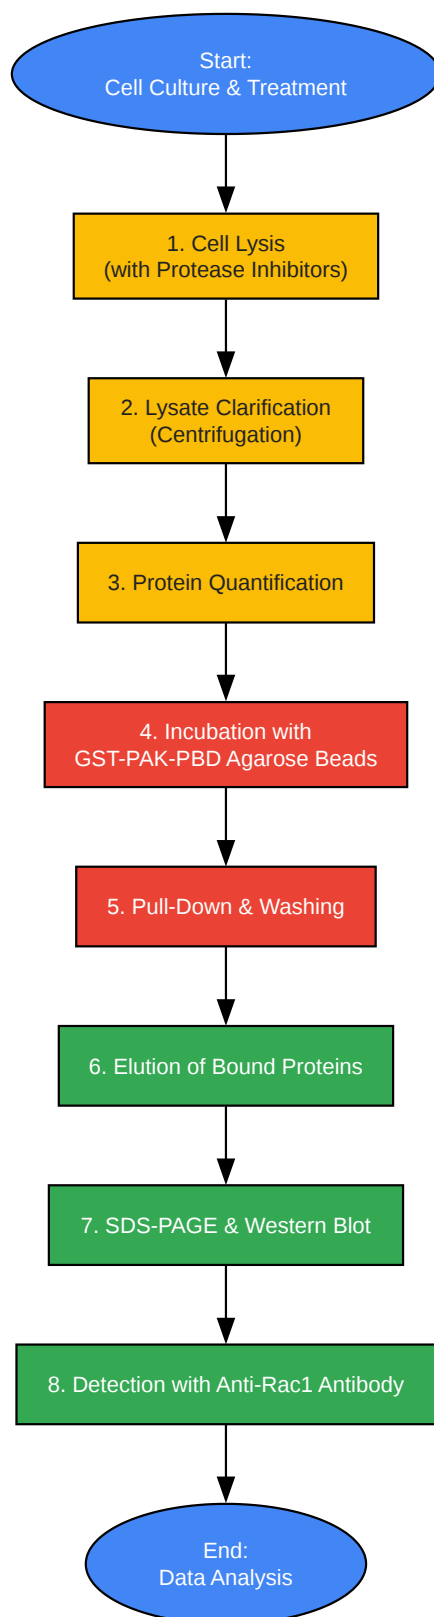 Start:
Cell Culture & Treatment
1. Cell Lysis
(with Protease Inhibitors)
2. Lysate Clarification
(Centrifugation)
3. Protein Quantification
4. Incubation with
GST-PAK-PBD Agarose Beads
5. Pull-Down & Washing
6. Elution of Bound Proteins
7. SDS-PAGE & Western Blot
8. Detection with Anti-Rac1 Antibody
End:
Data Analysis